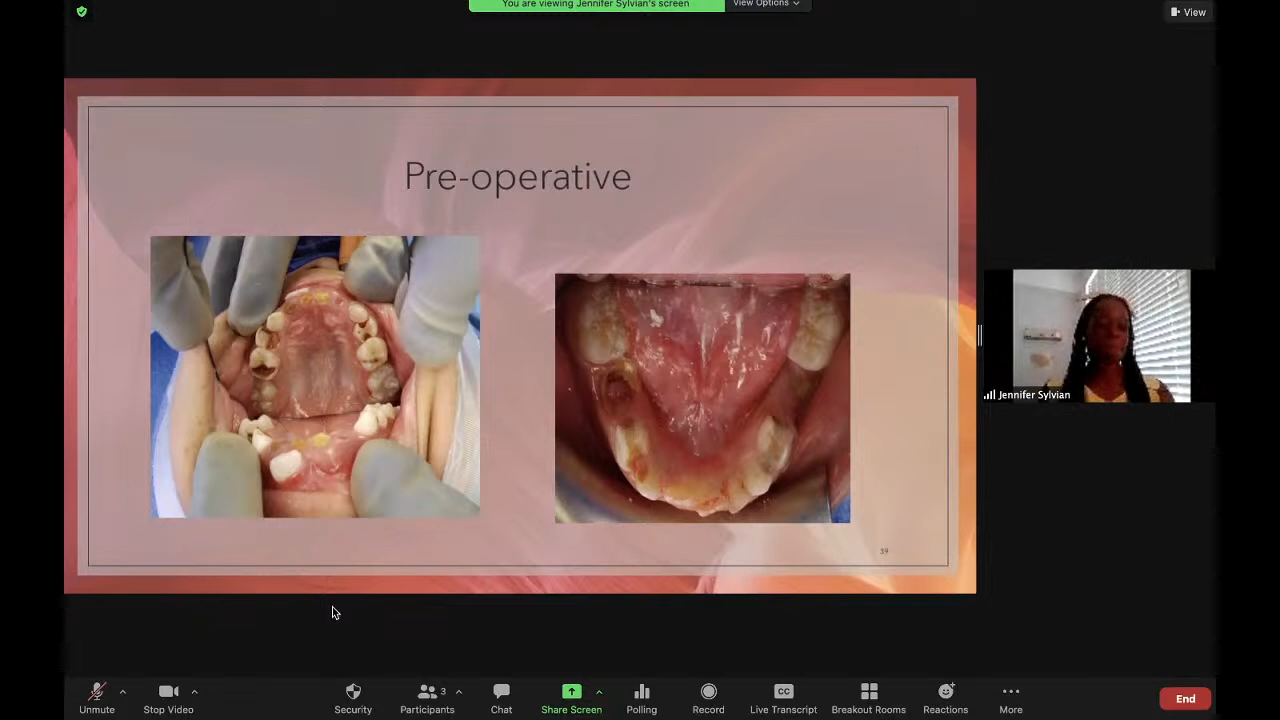 You are viewing Jennifer Sylvian's screen
View Options
View
Pre-operative
39
Jennifer Sylvian
Unmute
Stop Video
Security
3
Participants
Chat
Share Screen
Polling
Record
CC
Live Transcript
Breakout Rooms
Reactions
More
End